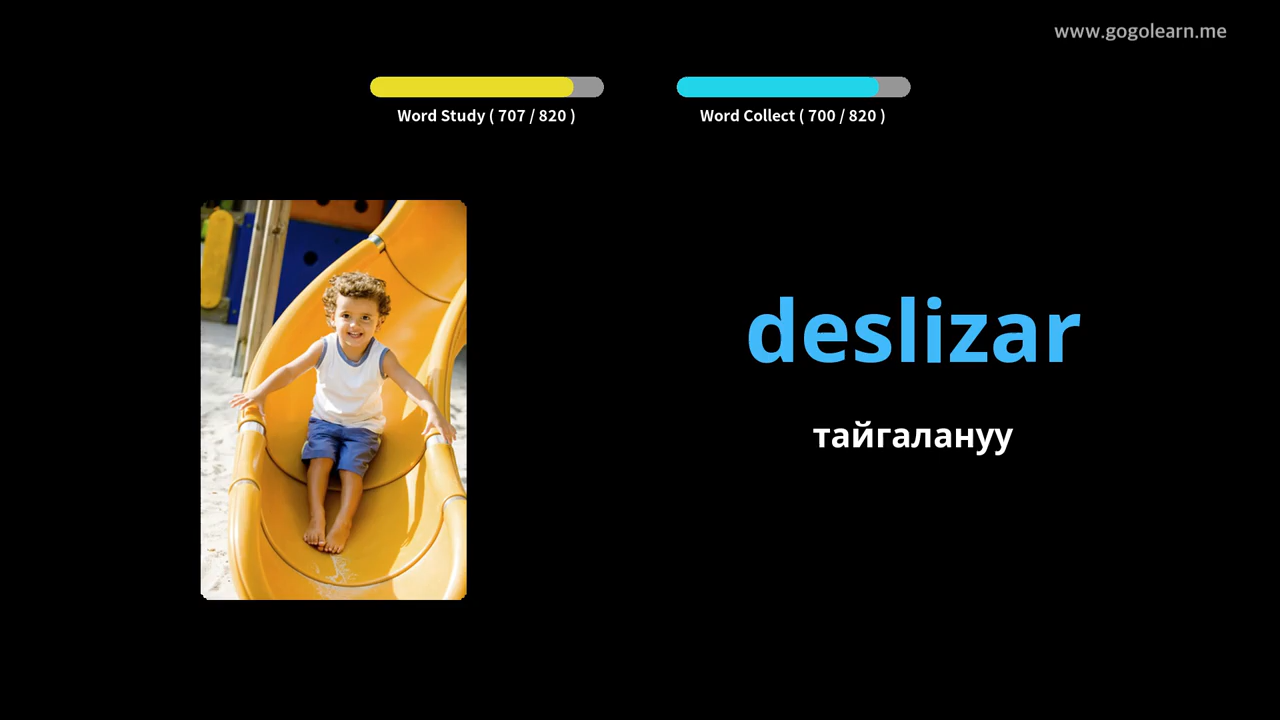 www.gogolearn.me
Word Study ( 707 / 820 )
Word Collect ( 700 / 820 )
deslizar
тайгалануу